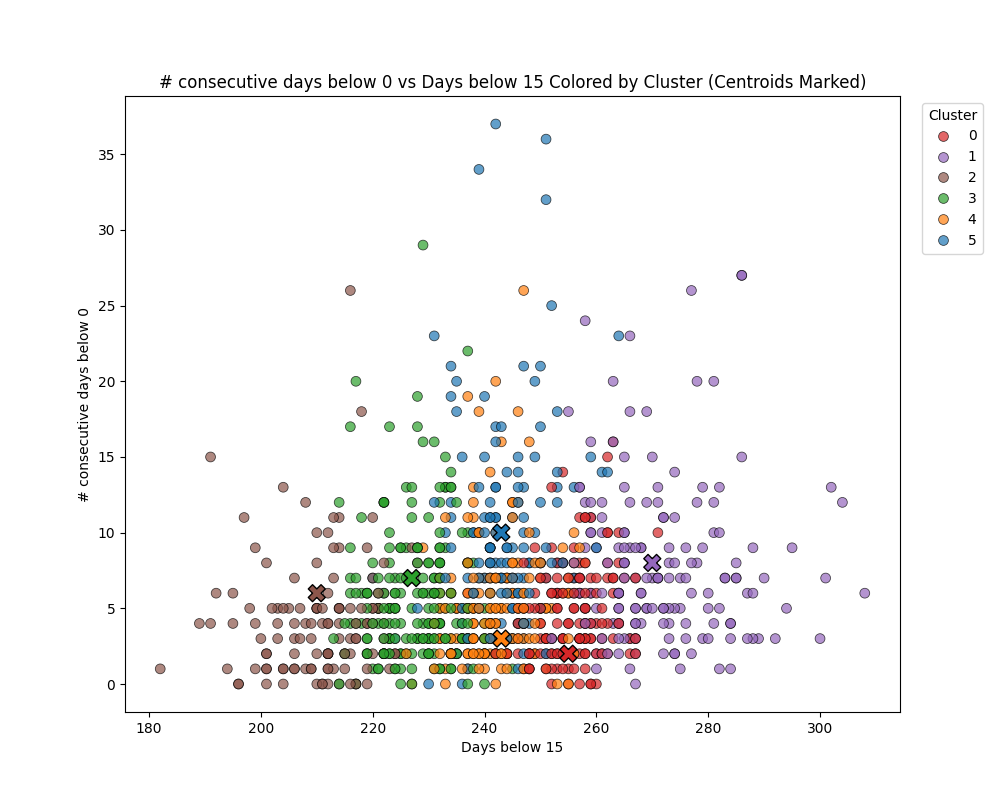 # consecutive days below 0 vs Days below 15 Colored by Cluster (Centroids Marked)
Cluster
0
1
2
3
4
5
# consecutive days below 0
35
30
25
20
15
10
5
0
180 200 220 240 260 280 300
Days below 15